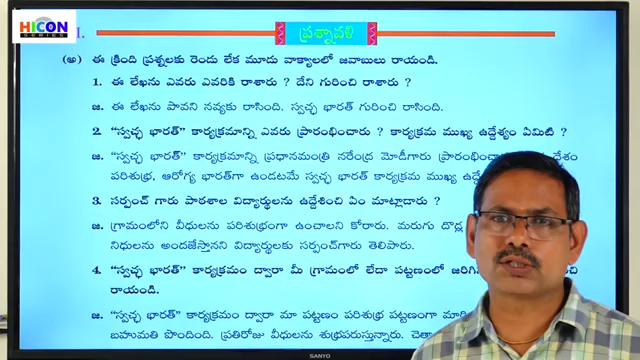 HICON
SERIES
I.
ప్రశ్నావళి
(అ) ఈ క్రింది ప్రశ్నలకు రెండు లేక మూడు వాక్యాలలో జవాబులు రాయండి.
1. ఈ లేఖను ఎవరు ఎవరికి రాశారు ? దేని గురించి రాశారు ?
జ. ఈ లేఖను పావని నవ్యకు రాసింది. స్వచ్ఛ భారత్ గురించి రాసింది.
2. "స్వచ్ఛ భారత్" కార్యక్రమాన్ని ఎవరు ప్రారంభించారు ? కార్యక్రమ ముఖ్య ఉద్దేశ్యం ఏమిటి ?
జ. "స్వచ్ఛ భారత్" కార్యక్రమాన్ని ప్రధానమంత్రి నరేంద్ర మోడీగారు
పరిశుభ్ర, ఆరోగ్య భారత్‌గా ఉండటమే స్వచ్ఛ భారత్ కార్యక్రమ ముఖ్య
3. సర్పంచ్ గారు పాఠశాల విద్యార్థులను ఉద్దేశించి ఏం మాట్లాడారు ?
జ. గ్రామంలోని వీధులను పరిశుభ్రంగా ఉంచాలని కోరారు. మరుగు
నిధులను అందజేస్తానని విద్యార్థులకు సర్పంచ్‌గారు తెలిపారు.
4. "స్వచ్ఛ భారత్" కార్యక్రమం ద్వారా మీ గ్రామంలో లేదా పట్టణంలో
రాయండి.
జ. "స్వచ్ఛ భారత్" కార్యక్రమం ద్వారా మా పట్టణం పరిశుభ్ర పట్టణంగా
బహుమతి పొందింది. ప్రతిరోజు వీధులను శుభ్రపరుస్తున్నారు.
SANYO